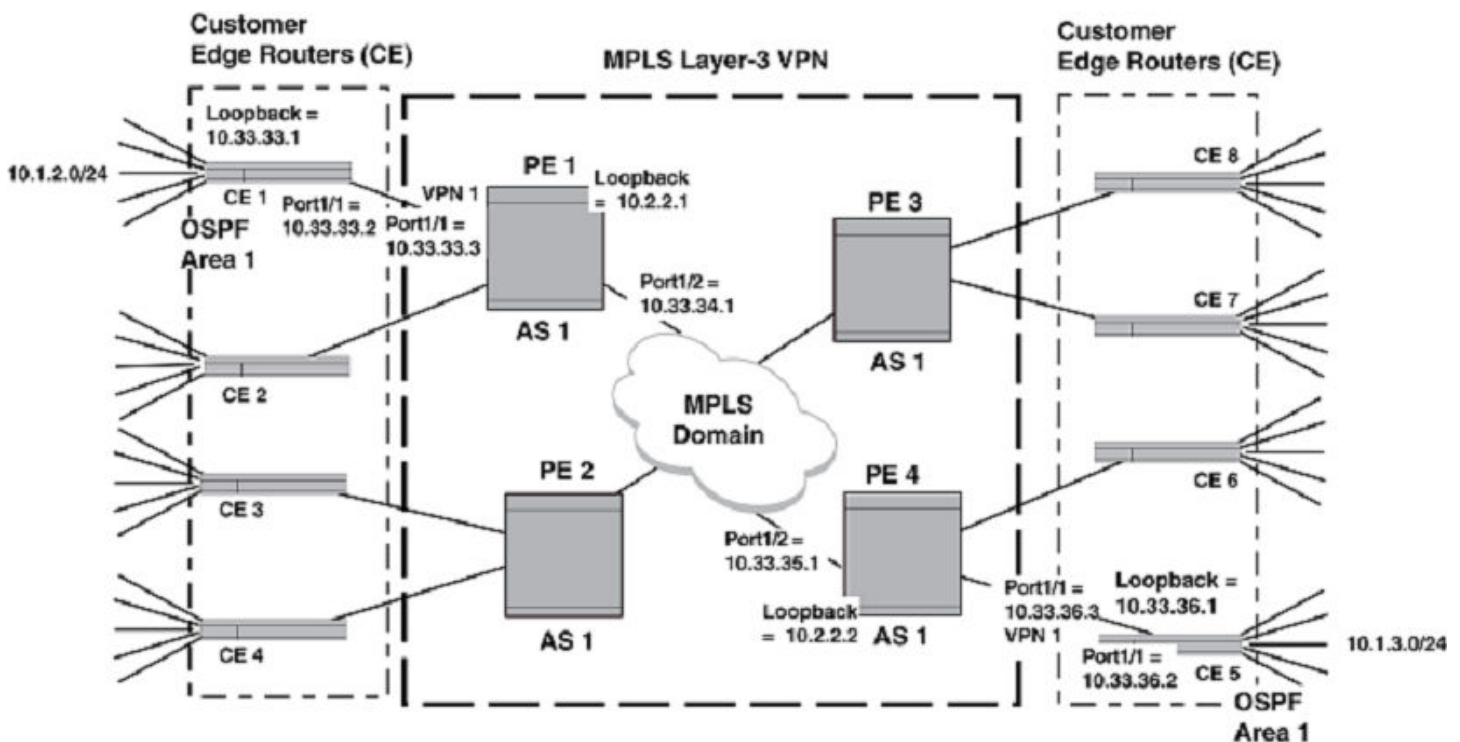 Customer
Edge Routers (CE)
MPLS Layer-3 VPN
Customer
Edge Routers (CE)
Loopback =
10.33.33.1
10.1.2.0/24
CE 1
Port1/1 =
10.33.33.2
OSPF
Area 1
VPN 1
Port1/1 =
10.33.33.3
PE 1
Loopback
= 10.2.2.1
AS 1
Port1/2 =
10.33.34.1
PE 3
AS 1
CE 8
CE 7
CE 2
MPLS
Domain
CE 3
PE 2
AS 1
CE 4
PE 4
Port1/2 =
10.33.35.1
Loopback
= 10.2.2.2
AS 1
CE 6
Port1/1 =
10.33.36.3
VPN 1
Loopback =
10.33.36.1
Port1/1 =
10.33.36.2
CE 5
10.1.3.0/24
OSPF
Area 1